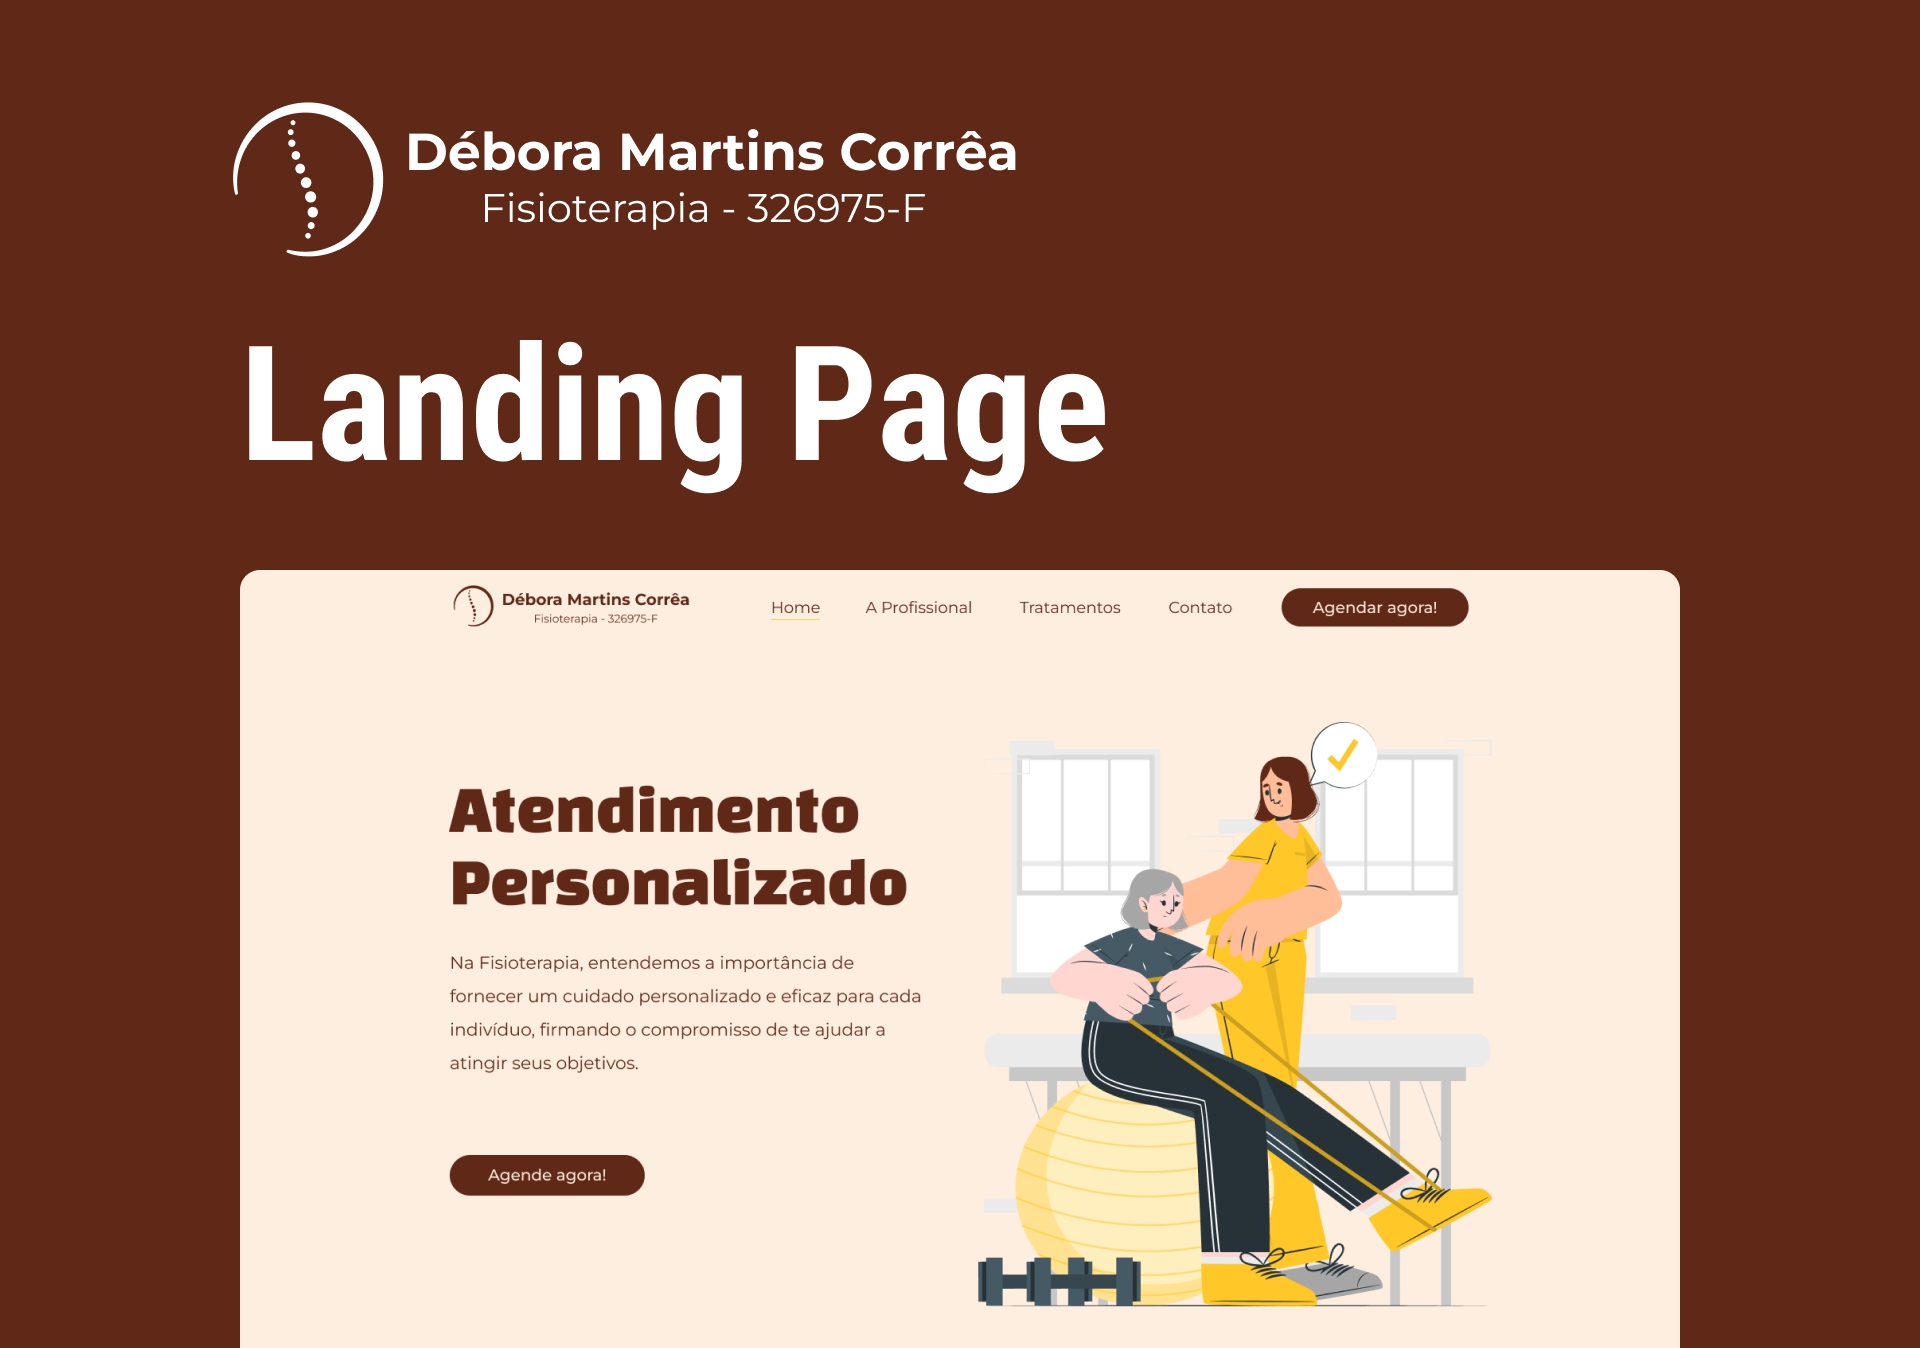 Débora Martins Corrêa
Fisioterapia - 326975-F
Landing Page
Débora Martins Corrêa
Fisioterapia - 326975-F
Home
A Profissional
Tratamentos
Contato
Agendar agora!
Atendimento
Personalizado
Na Fisioterapia, entendemos a importância de
fornecer um cuidado personalizado e eficaz para cada
indivíduo, firmando o compromisso de te ajudar a
atingir seus objetivos.
Agende agora!